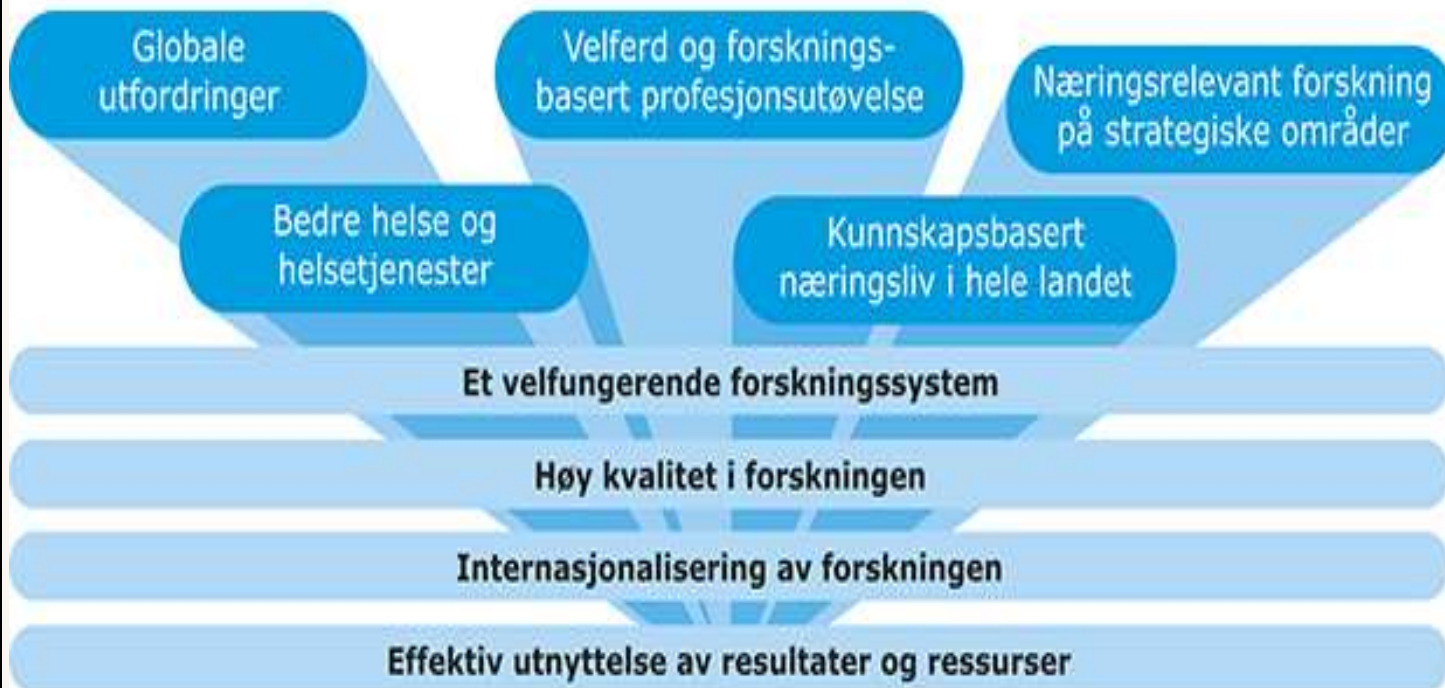 Globale
utfordringer
Velferd og forsknings-
basert profesjonsutøvelse
Næringsrelevant forskning
på strategiske områder
Bedre helse og
helsetjenester
Kunnskapsbasert
næringsliv i hele landet
Et velfungerende forskningssystem
Høy kvalitet i forskningen
Internasjonalisering av forskningen
Effektiv utnyttelse av resultater og ressurser